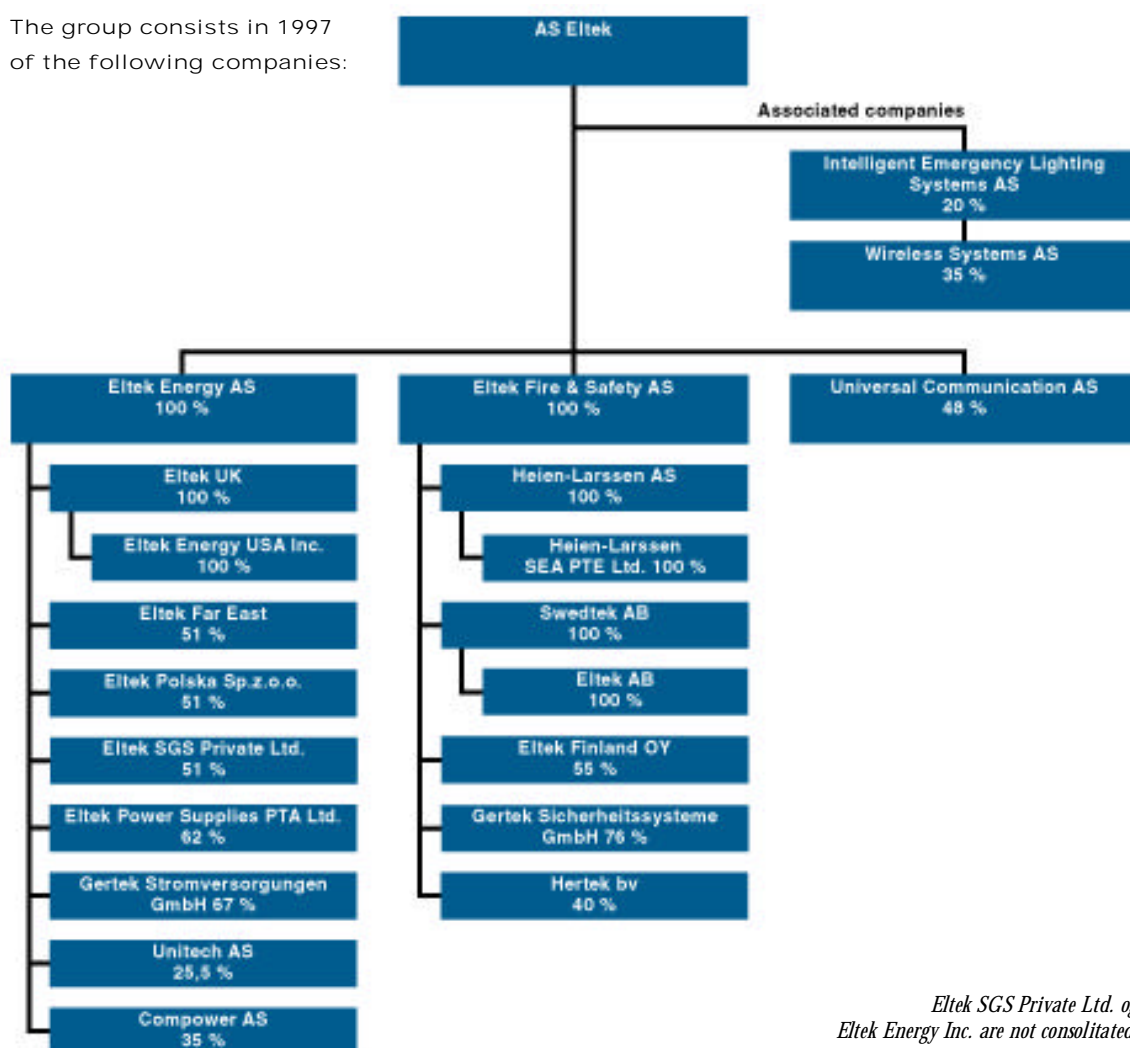 The group consists in 1997
of the following companies:
AS Eltek
Associated companies
Intelligent Emergency Lighting
Systems AS
20 %
Wireless Systems AS
35 %
Eltek Energy AS
100 %
Eltek Fire & Safety AS
100 %
Universal Communication AS
48 %
Eltek UK
100 %
Eltek Energy USA Inc.
100 %
Eltek Far East
51 %
Eltek Polska Sp.z.o.o.
51 %
Eltek SGS Private Ltd.
51 %
Eltek Power Supplies PTA Ltd.
62 %
Gertek Stromversorgungen
GmbH 67 %
Unitech AS
25,5 %
Compower AS
35 %
Heien-Larssen AS
100 %
Heien-Larssen
SEA PTE Ltd. 100 %
Swedtek AB
100 %
Eltek AB
100 %
Eltek Finland OY
55 %
Gertek Sicherheitssysteme
GmbH 76 %
Hertek bv
40 %
Eltek SGS Private Ltd. og
Eltek Energy Inc. are not consolitated